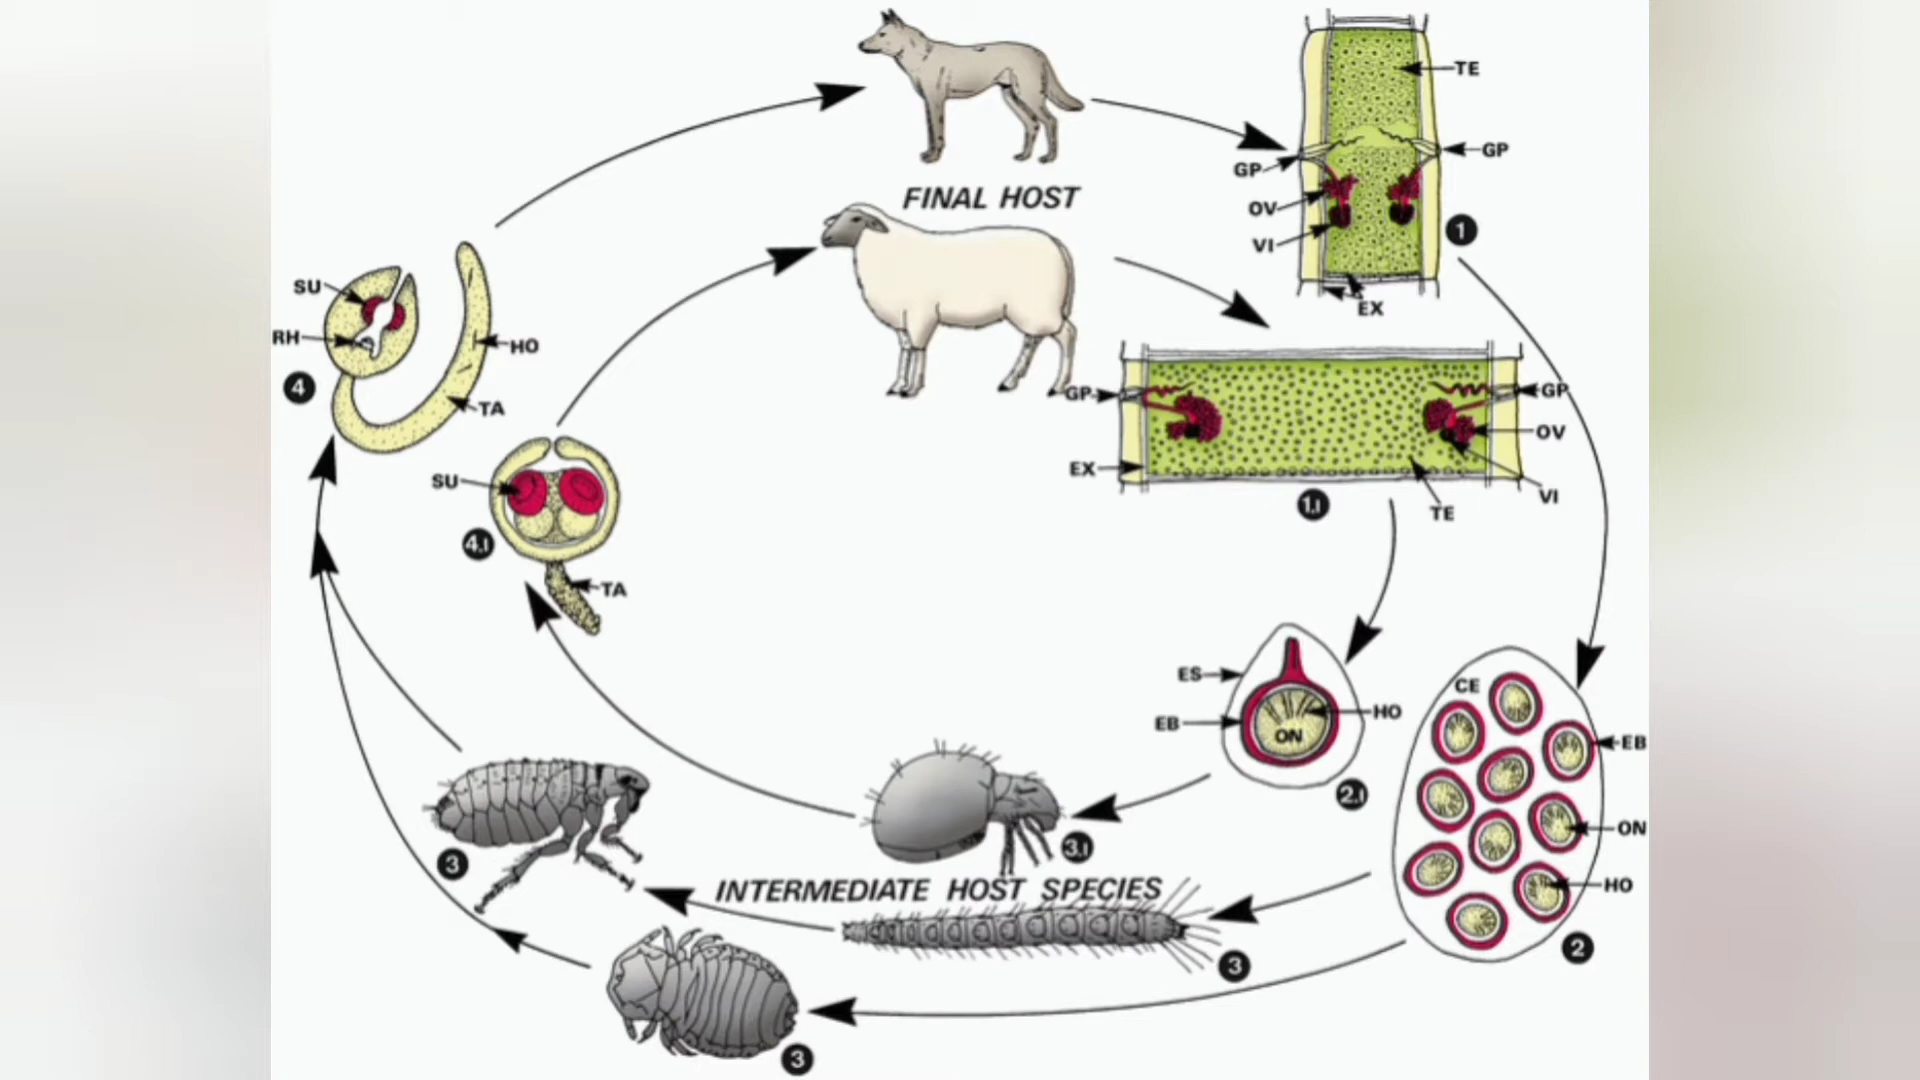 TE
GP
GP
OV
VI
1
EX
FINAL HOST
SU
RH
HO
4
TA
GP
GP
OV
EX
VI
1.1
TE
SU
4.1
TA
ES
HO
EB
ON
2.1
CE
EB
ON
HO
2
3
3.1
INTERMEDIATE HOST SPECIES
3
3